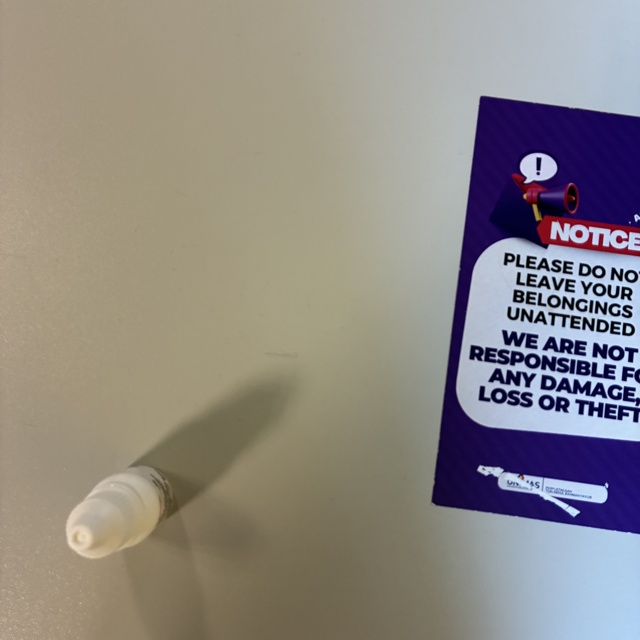 !
NOTICE
PLEASE DO NO
LEAVE YOUR
BELONGINGS
UNATTENDED
WE ARE NOT
RESPONSIBLE FO
ANY DAMAGE,
LOSS OR THEFT